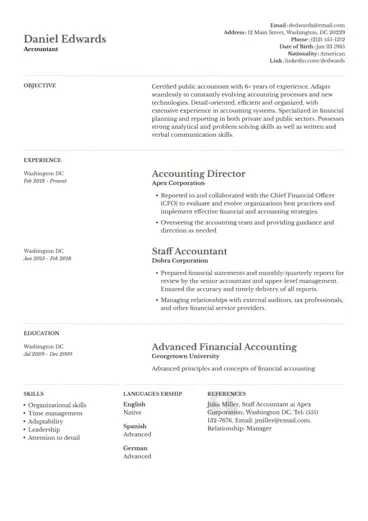 Daniel Edwards
Accountant
Email: dedwards@email.com
Address: 12 Main Street, Washington, DC 20220
Phone: (212) 555-1212
Date of Birth: Jun 23 1985
Nationality: American
Link: linkedin.com/dedwards
OBJECTIVE
Certified public accountant with 6+ years of experience. Adapts
seamlessly to constantly evolving accounting processes and new
technologies. Detail-oriented, efficient and organized, with
extensive experience in accounting systems. Specialized in financial
planning and reporting in both private and public sectors. Possesses
strong analytical and problem solving skills as well as written and
verbal communication skills.
EXPERIENCE
Washington DC
Feb 2018 - Present
Accounting Director
Apex Corporation
• Reported to and collaborated with the Chief Financial Officer
(CFO) to evaluate and evolve organizations best practices and
implement effective financial and accounting strategies.
• Overseeing the accounting team and providing guidance and
direction as needed
Washington DC
Jan 2015 - Feb 2018
Staff Accountant
Dobra Corporation
• Prepared financial statements and monthly/quarterly reports for
review by the senior accountant and upper-level management.
Ensured the accuracy and timely delivery of all reports.
• Managing relationships with external auditors, tax professionals,
and other financial service providers.
EDUCATION
Washington DC
Jul 2009 - Dec 2009
Advanced Financial Accounting
Georgetown University
Advanced principles and concepts of financial accounting
SKILLS
• Organizational skills
• Time management
• Adaptability
• Leadership
• Attention to detail
LANGUAGES ERSHIP
English
Native
Spanish
Advanced
German
Advanced
REFERENCES
Julia Miller, Staff Accountant at Apex
Corporation, Washington DC. Tel: (555)
132-7676. Email: jmiller@email.com.
Relationship: Manager